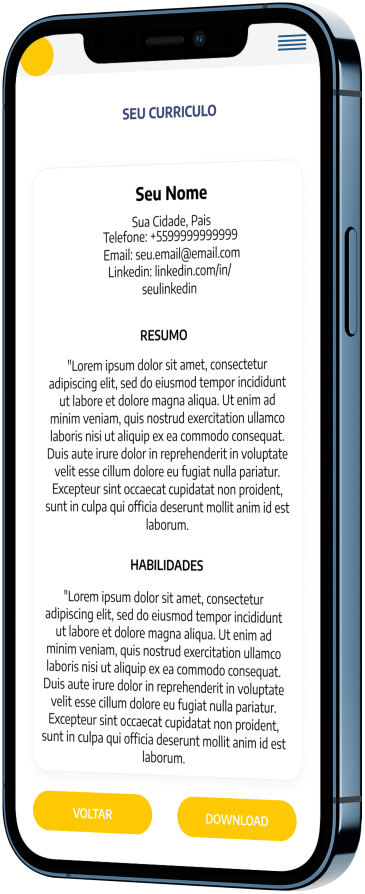 SEU CURRICULO
Seu Nome
Sua Cidade, Pais
Telefone: +5599999999999
Email: seu.email@email.com
Linkedin: linkedin.com/in/
seulinkedin
RESUMO
"Lorem ipsum dolor sit amet, consectetur
adipiscing elit, sed do eiusmod tempor incididunt
ut labore et dolore magna aliqua. Ut enim ad
minim veniam, quis nostrud exercitation ullamco
laboris nisi ut aliquip ex ea commodo consequat.
Duis aute irure dolor in reprehenderit in voluptate
velit esse cillum dolore eu fugiat nulla pariatur.
Excepteur sint occaecat cupidatat non proident,
sunt in culpa qui officia deserunt mollit anim id est
laborum.
HABILIDADES
"Lorem ipsum dolor sit amet, consectetur
adipiscing elit, sed do eiusmod tempor incididunt
ut labore et dolore magna aliqua. Ut enim ad
minim veniam, quis nostrud exercitation ullamco
laboris nisi ut aliquip ex ea commodo consequat.
Duis aute irure dolor in reprehenderit in voluptate
velit esse cillum dolore eu fugiat nulla pariatur.
Excepteur sint occaecat cupidatat non proident,
sunt in culpa qui officia deserunt mollit anim id est
laborum.
VOLTAR
DOWNLOAD